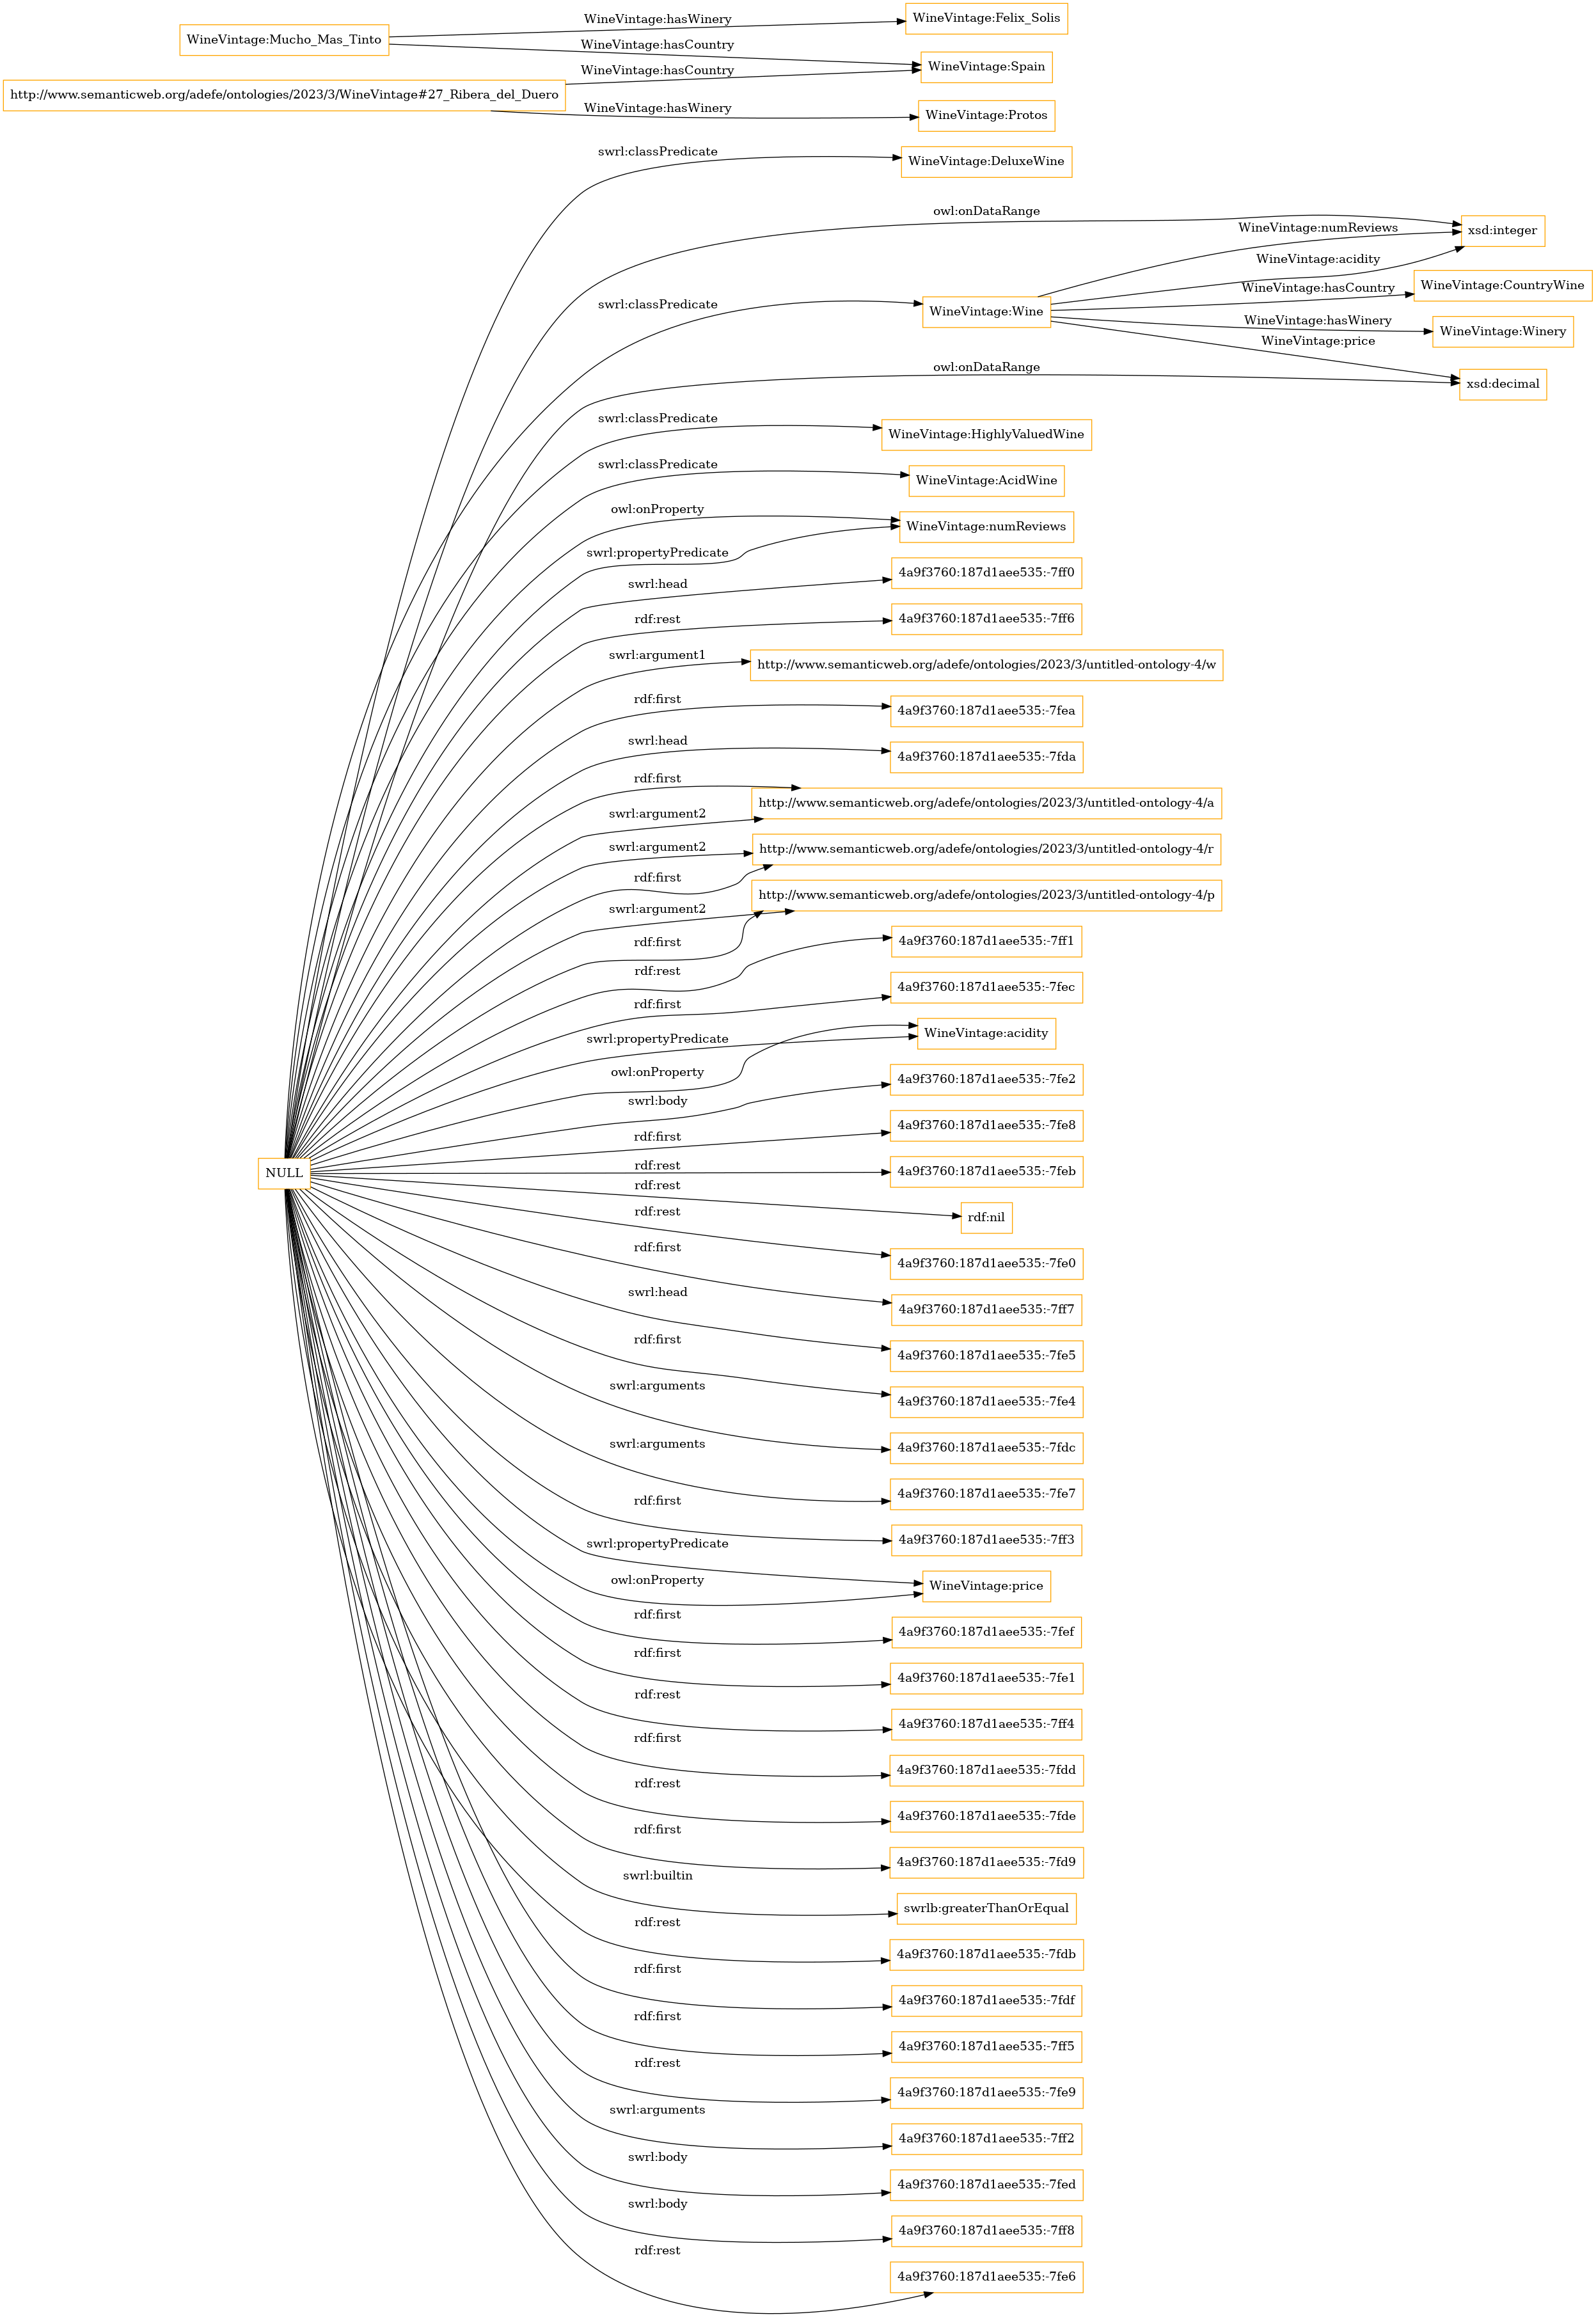 WineVintage:hasWinery
WineVintage:Felix_Solis
WineVintage:Mucho_Mas_Tinto
WineVintage:hasCountry
WineVintage:Spain
WineVintage:hasCountry
http://www.semanticweb.org/adefe/ontologies/2023/3/WineVintage#27_Ribera_del_Duero
WineVintage:hasWinery
WineVintage:Protos
swrl:classPredicate
WineVintage:DeluxeWine
owl:onDataRange
WineVintage:numReviews
xsd:integer
WineVintage:acidity
WineVintage:hasCountry
WineVintage:CountryWine
swrl:classPredicate
WineVintage:Wine
WineVintage:hasWinery
WineVintage:Winery
WineVintage:price
owl:onDataRange
xsd:decimal
swrl:classPredicate
WineVintage:HighlyValuedWine
swrl:classPredicate
WineVintage:AcidWine
owl:onProperty
WineVintage:numReviews
swrl:propertyPredicate
swrl:head
4a9f3760:187d1aee535:-7ff0
rdf:rest
4a9f3760:187d1aee535:-7ff6
swrl:argument1
http://www.semanticweb.org/adefe/ontologies/2023/3/untitled-ontology-4/w
rdf:first
4a9f3760:187d1aee535:-7fea
swrl:head
4a9f3760:187d1aee535:-7fda
rdf:first
http://www.semanticweb.org/adefe/ontologies/2023/3/untitled-ontology-4/a
swrl:argument2
swrl:argument2
http://www.semanticweb.org/adefe/ontologies/2023/3/untitled-ontology-4/r
rdf:first
swrl:argument2
http://www.semanticweb.org/adefe/ontologies/2023/3/untitled-ontology-4/p
rdf:first
4a9f3760:187d1aee535:-7ff1
rdf:rest
4a9f3760:187d1aee535:-7fec
rdf:first
swrl:propertyPredicate
WineVintage:acidity
owl:onProperty
4a9f3760:187d1aee535:-7fe2
swrl:body
4a9f3760:187d1aee535:-7fe8
rdf:first
NULL
rdf:rest
4a9f3760:187d1aee535:-7feb
rdf:rest
rdf:nil
rdf:rest
4a9f3760:187d1aee535:-7fe0
rdf:first
4a9f3760:187d1aee535:-7ff7
swrl:head
4a9f3760:187d1aee535:-7fe5
rdf:first
4a9f3760:187d1aee535:-7fe4
swrl:arguments
4a9f3760:187d1aee535:-7fdc
swrl:arguments
4a9f3760:187d1aee535:-7fe7
rdf:first
4a9f3760:187d1aee535:-7ff3
swrl:propertyPredicate
WineVintage:price
owl:onProperty
rdf:first
4a9f3760:187d1aee535:-7fef
rdf:first
4a9f3760:187d1aee535:-7fe1
rdf:rest
4a9f3760:187d1aee535:-7ff4
rdf:first
4a9f3760:187d1aee535:-7fdd
rdf:rest
4a9f3760:187d1aee535:-7fde
rdf:first
4a9f3760:187d1aee535:-7fd9
swrl:builtin
swrlb:greaterThanOrEqual
rdf:rest
4a9f3760:187d1aee535:-7fdb
rdf:first
4a9f3760:187d1aee535:-7fdf
rdf:first
4a9f3760:187d1aee535:-7ff5
rdf:rest
4a9f3760:187d1aee535:-7fe9
swrl:arguments
4a9f3760:187d1aee535:-7ff2
swrl:body
4a9f3760:187d1aee535:-7fed
swrl:body
4a9f3760:187d1aee535:-7ff8
rdf:rest
4a9f3760:187d1aee535:-7fe6